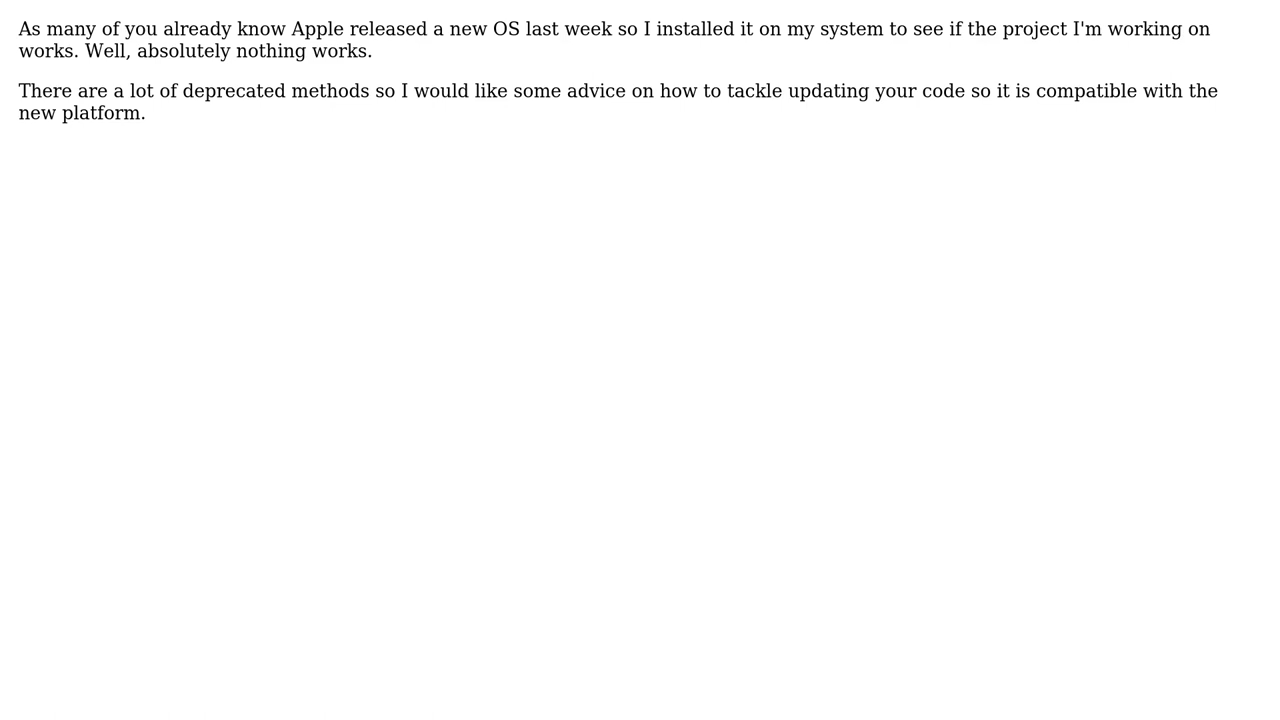 As many of you already know Apple released a new OS last week so I installed it on my system to see if the project I'm working on
works. Well, absolutely nothing works.
There are a lot of deprecated methods so I would like some advice on how to tackle updating your code so it is compatible with the
new platform.